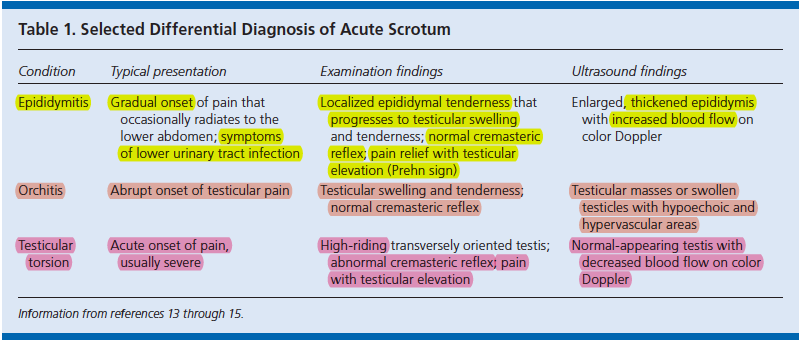 Table 1. Selected Differential Diagnosis of Acute Scrotum
Condition Typical presentation Examination findings Ultrasound findings
Epididymitis Gradual onset of pain that Localized epididymal tenderness that Enlarged, thickened epididymis
occasionally radiates to the progresses to testicular swelling with increased blood flow on
lower abdomen; symptoms and tenderness; normal cremasteric color Doppler
of lower urinary tract infection reflex; pain relief with testicular
elevation (Prehn sign)
Orchitis Abrupt onset of testicular pain Testicular swelling and tenderness; Testicular masses or swollen
normal cremasteric reflex testicles with hypoechoic and
hypervascular areas
Testicular Acute onset of pain, High-riding transversely oriented testis; Normal-appearing testis with
torsion usually severe abnormal cremasteric reflex; pain decreased blood flow on color
with testicular elevation Doppler
Information from references 13 through 15.